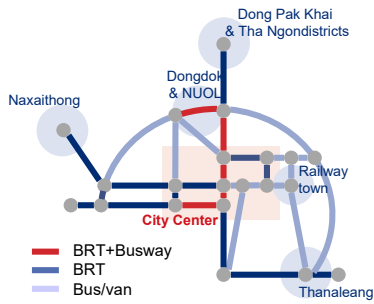 Dong Pak Khai
& Tha Ngondistricts
Dongdok
& NUOL
Naxaithong
Railway
town
City Center
BRT+Busway
BRT
Bus/van
Thanaleang